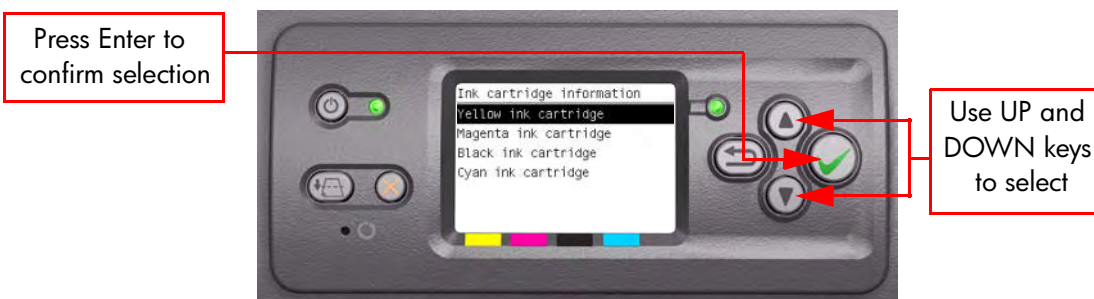 Press Enter to
confirm selection
Ink cartridge information
Yellow ink cartridge
Magenta ink cartridge
Black ink cartridge
Cyan ink cartridge
Use UP and
DOWN keys
to select